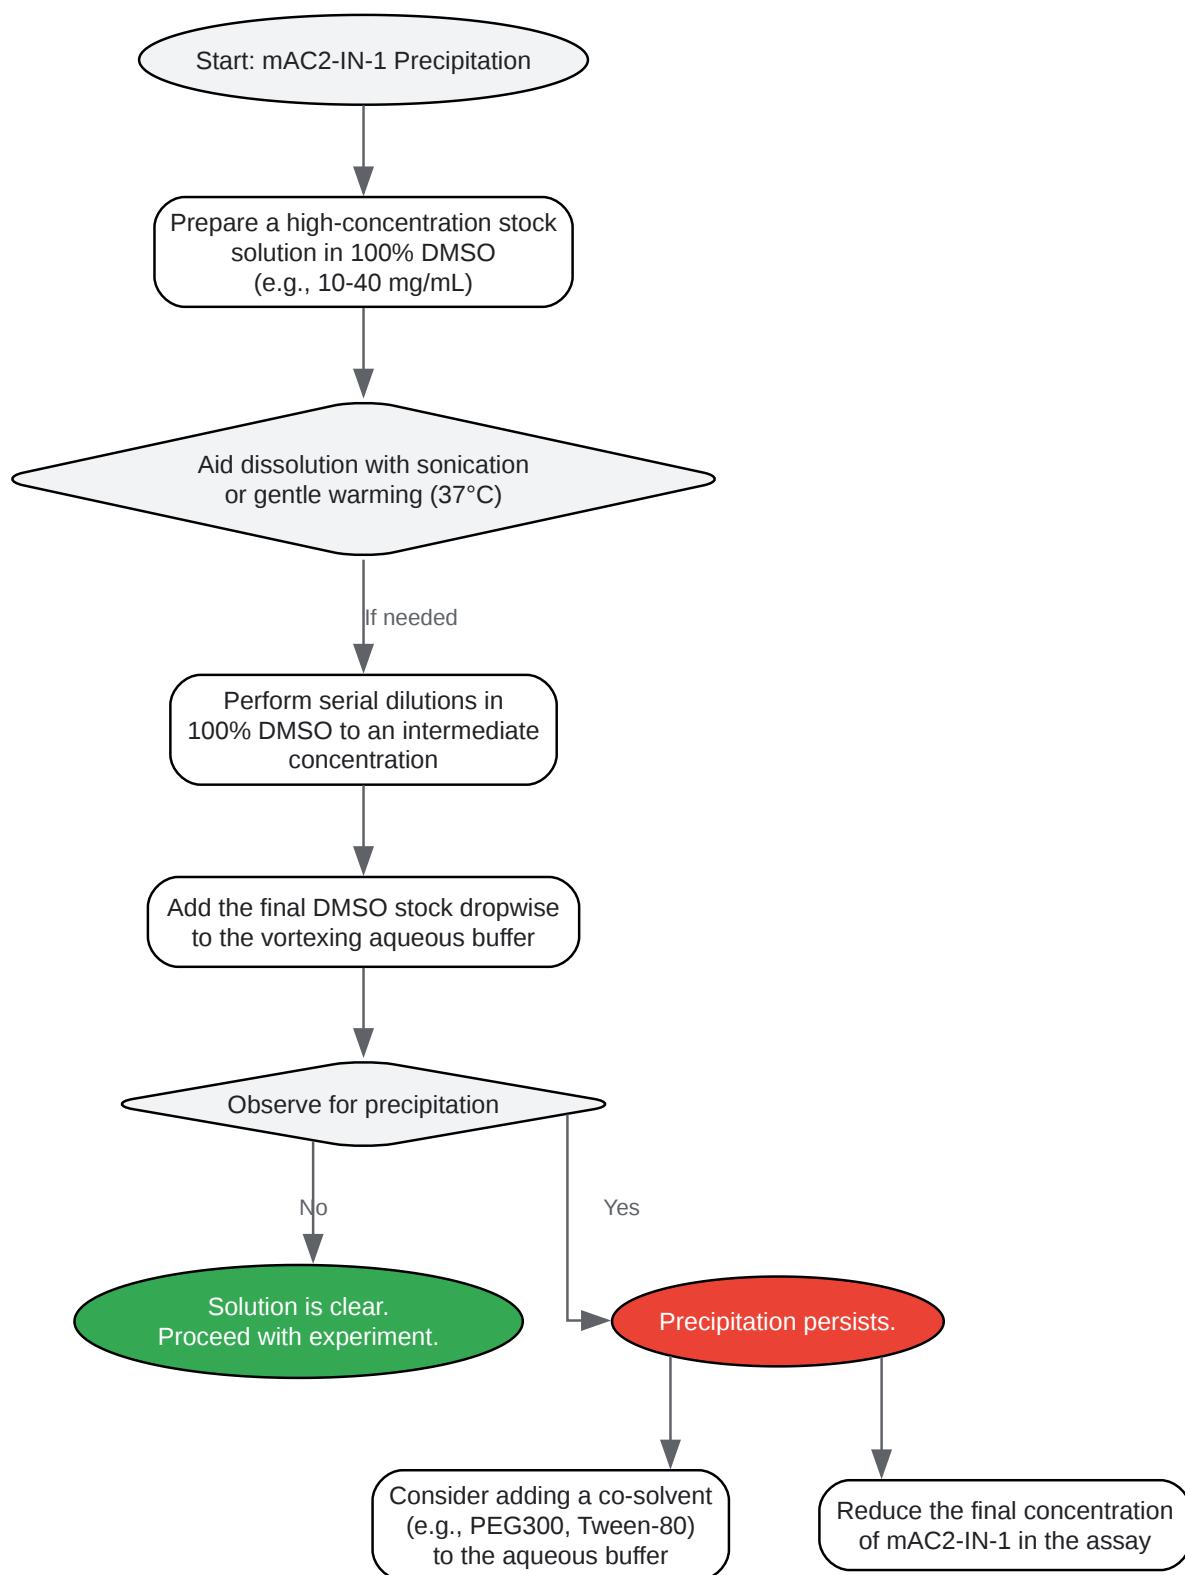 Start: mAC2-IN-1 Precipitation
Prepare a high-concentration stock
solution in 100% DMSO
(e.g., 10-40 mg/mL)
Aid dissolution with sonication
or gentle warming (37°C)
If needed
Perform serial dilutions in
100% DMSO to an intermediate
concentration
Add the final DMSO stock dropwise
to the vortexing aqueous buffer
Observe for precipitation
No
Yes
Solution is clear.
Proceed with experiment.
Precipitation persists.
Consider adding a co-solvent
(e.g., PEG300, Tween-80)
to the aqueous buffer
Reduce the final concentration
of mAC2-IN-1 in the assay